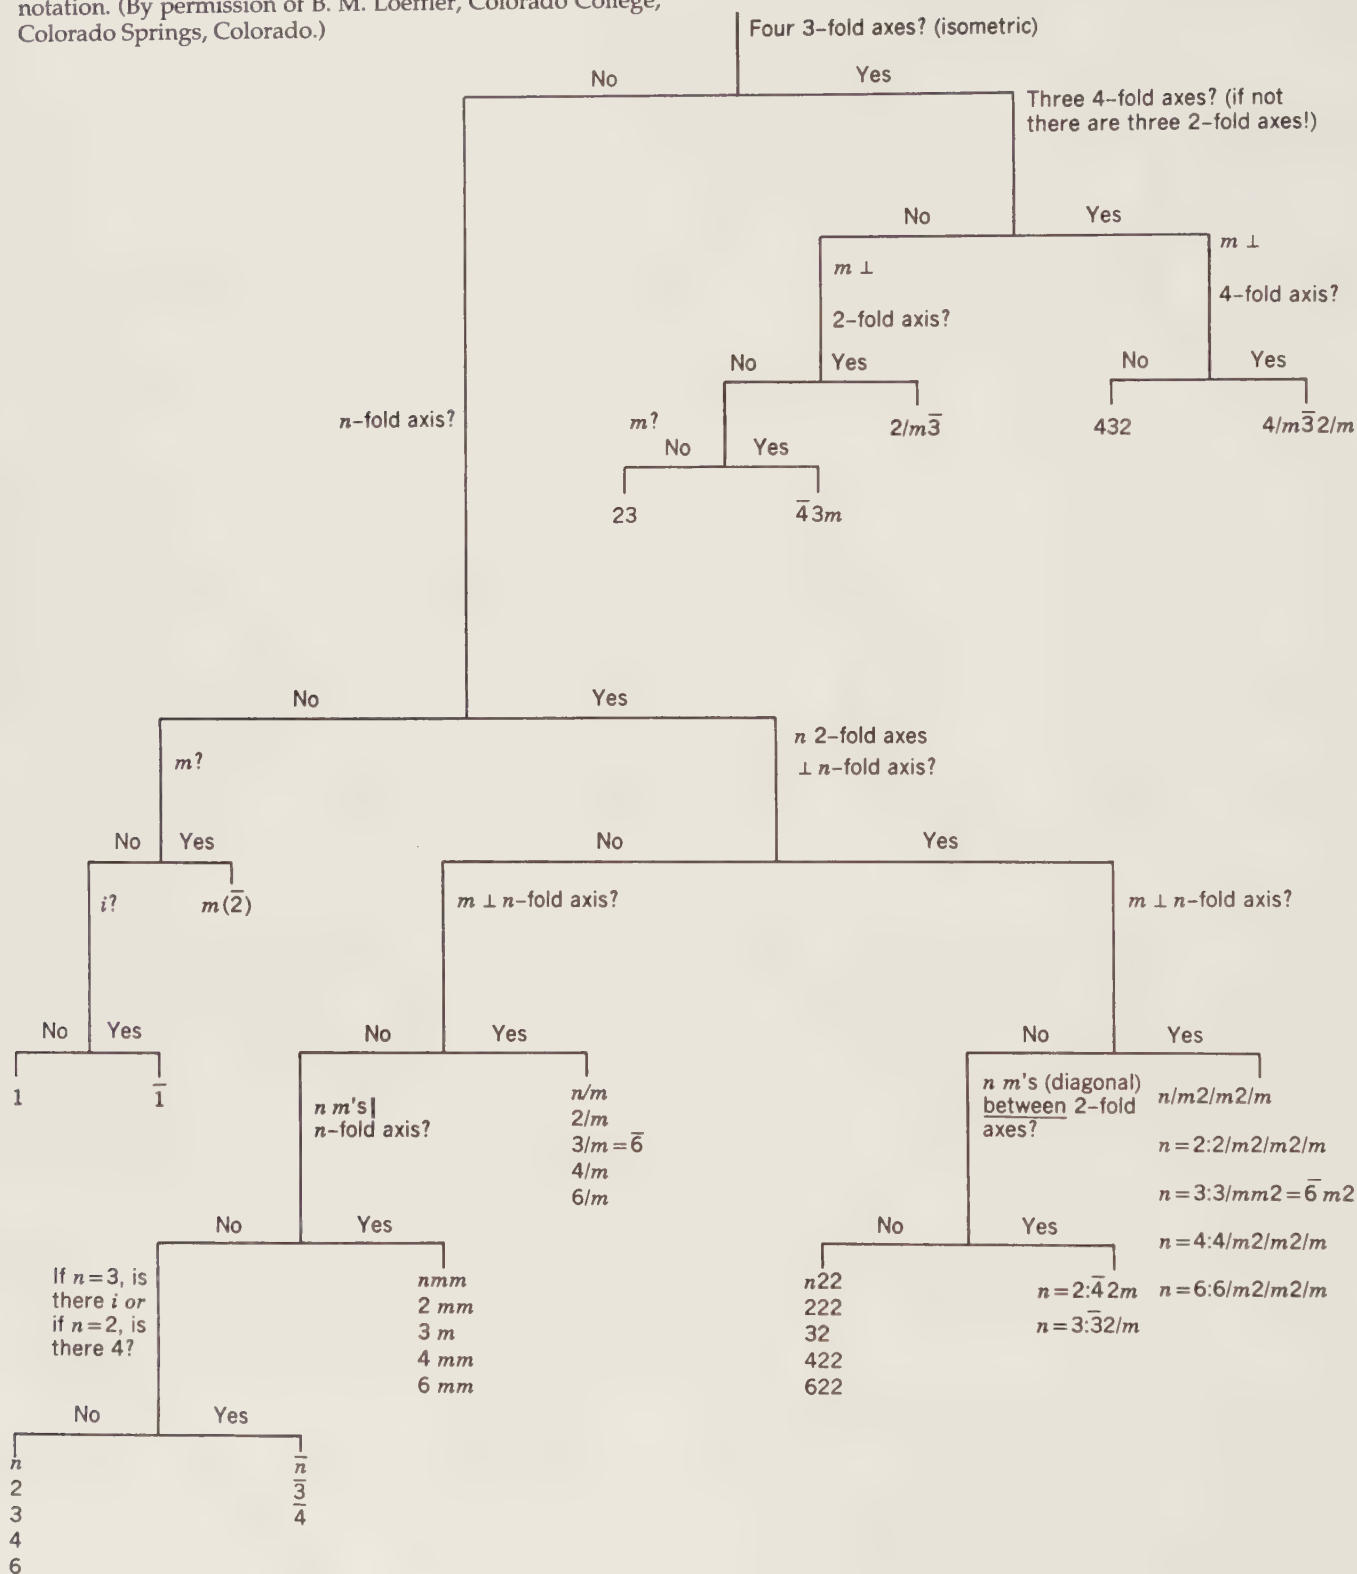 notation. (By permission of B. M. Loeffler, Colorado College,
Colorado Springs, Colorado.)
Four 3-fold axes? (isometric)
No
Yes
Three 4-fold axes? (if not
there are three 2-fold axes!)
No
Yes
m ⊥
2-fold axis?
m ⊥
4-fold axis?
No
Yes
No
Yes
n-fold axis?
m?
2/m3̅
432
4/m3̅2/m
No
Yes
23
4̅3m
No
Yes
m?
n 2-fold axes
⊥ n-fold axis?
No
Yes
No
Yes
i?
m(2̅)
m ⊥ n-fold axis?
m ⊥ n-fold axis?
No
Yes
No
Yes
No
Yes
1
1̅
n m's |
n-fold axis?
n/m
2/m
3/m=6̅
4/m
6/m
n m's (diagonal)
between 2-fold
axes?
n/m2/m2/m
n=2:2/m2/m2/m
n=3:3/mm2=6̅m2
n=4:4/m2/m2/m
n=6:6/m2/m2/m
No
Yes
No
Yes
If n=3, is
there i or
if n=2, is
there 4?
nmm
2 mm
3 m
4 mm
6 mm
n22
222
32
422
622
n=2:4̅2m
n=3:3̅2/m
No
Yes
n
2
3
4
6
n̅
3̅
4̅